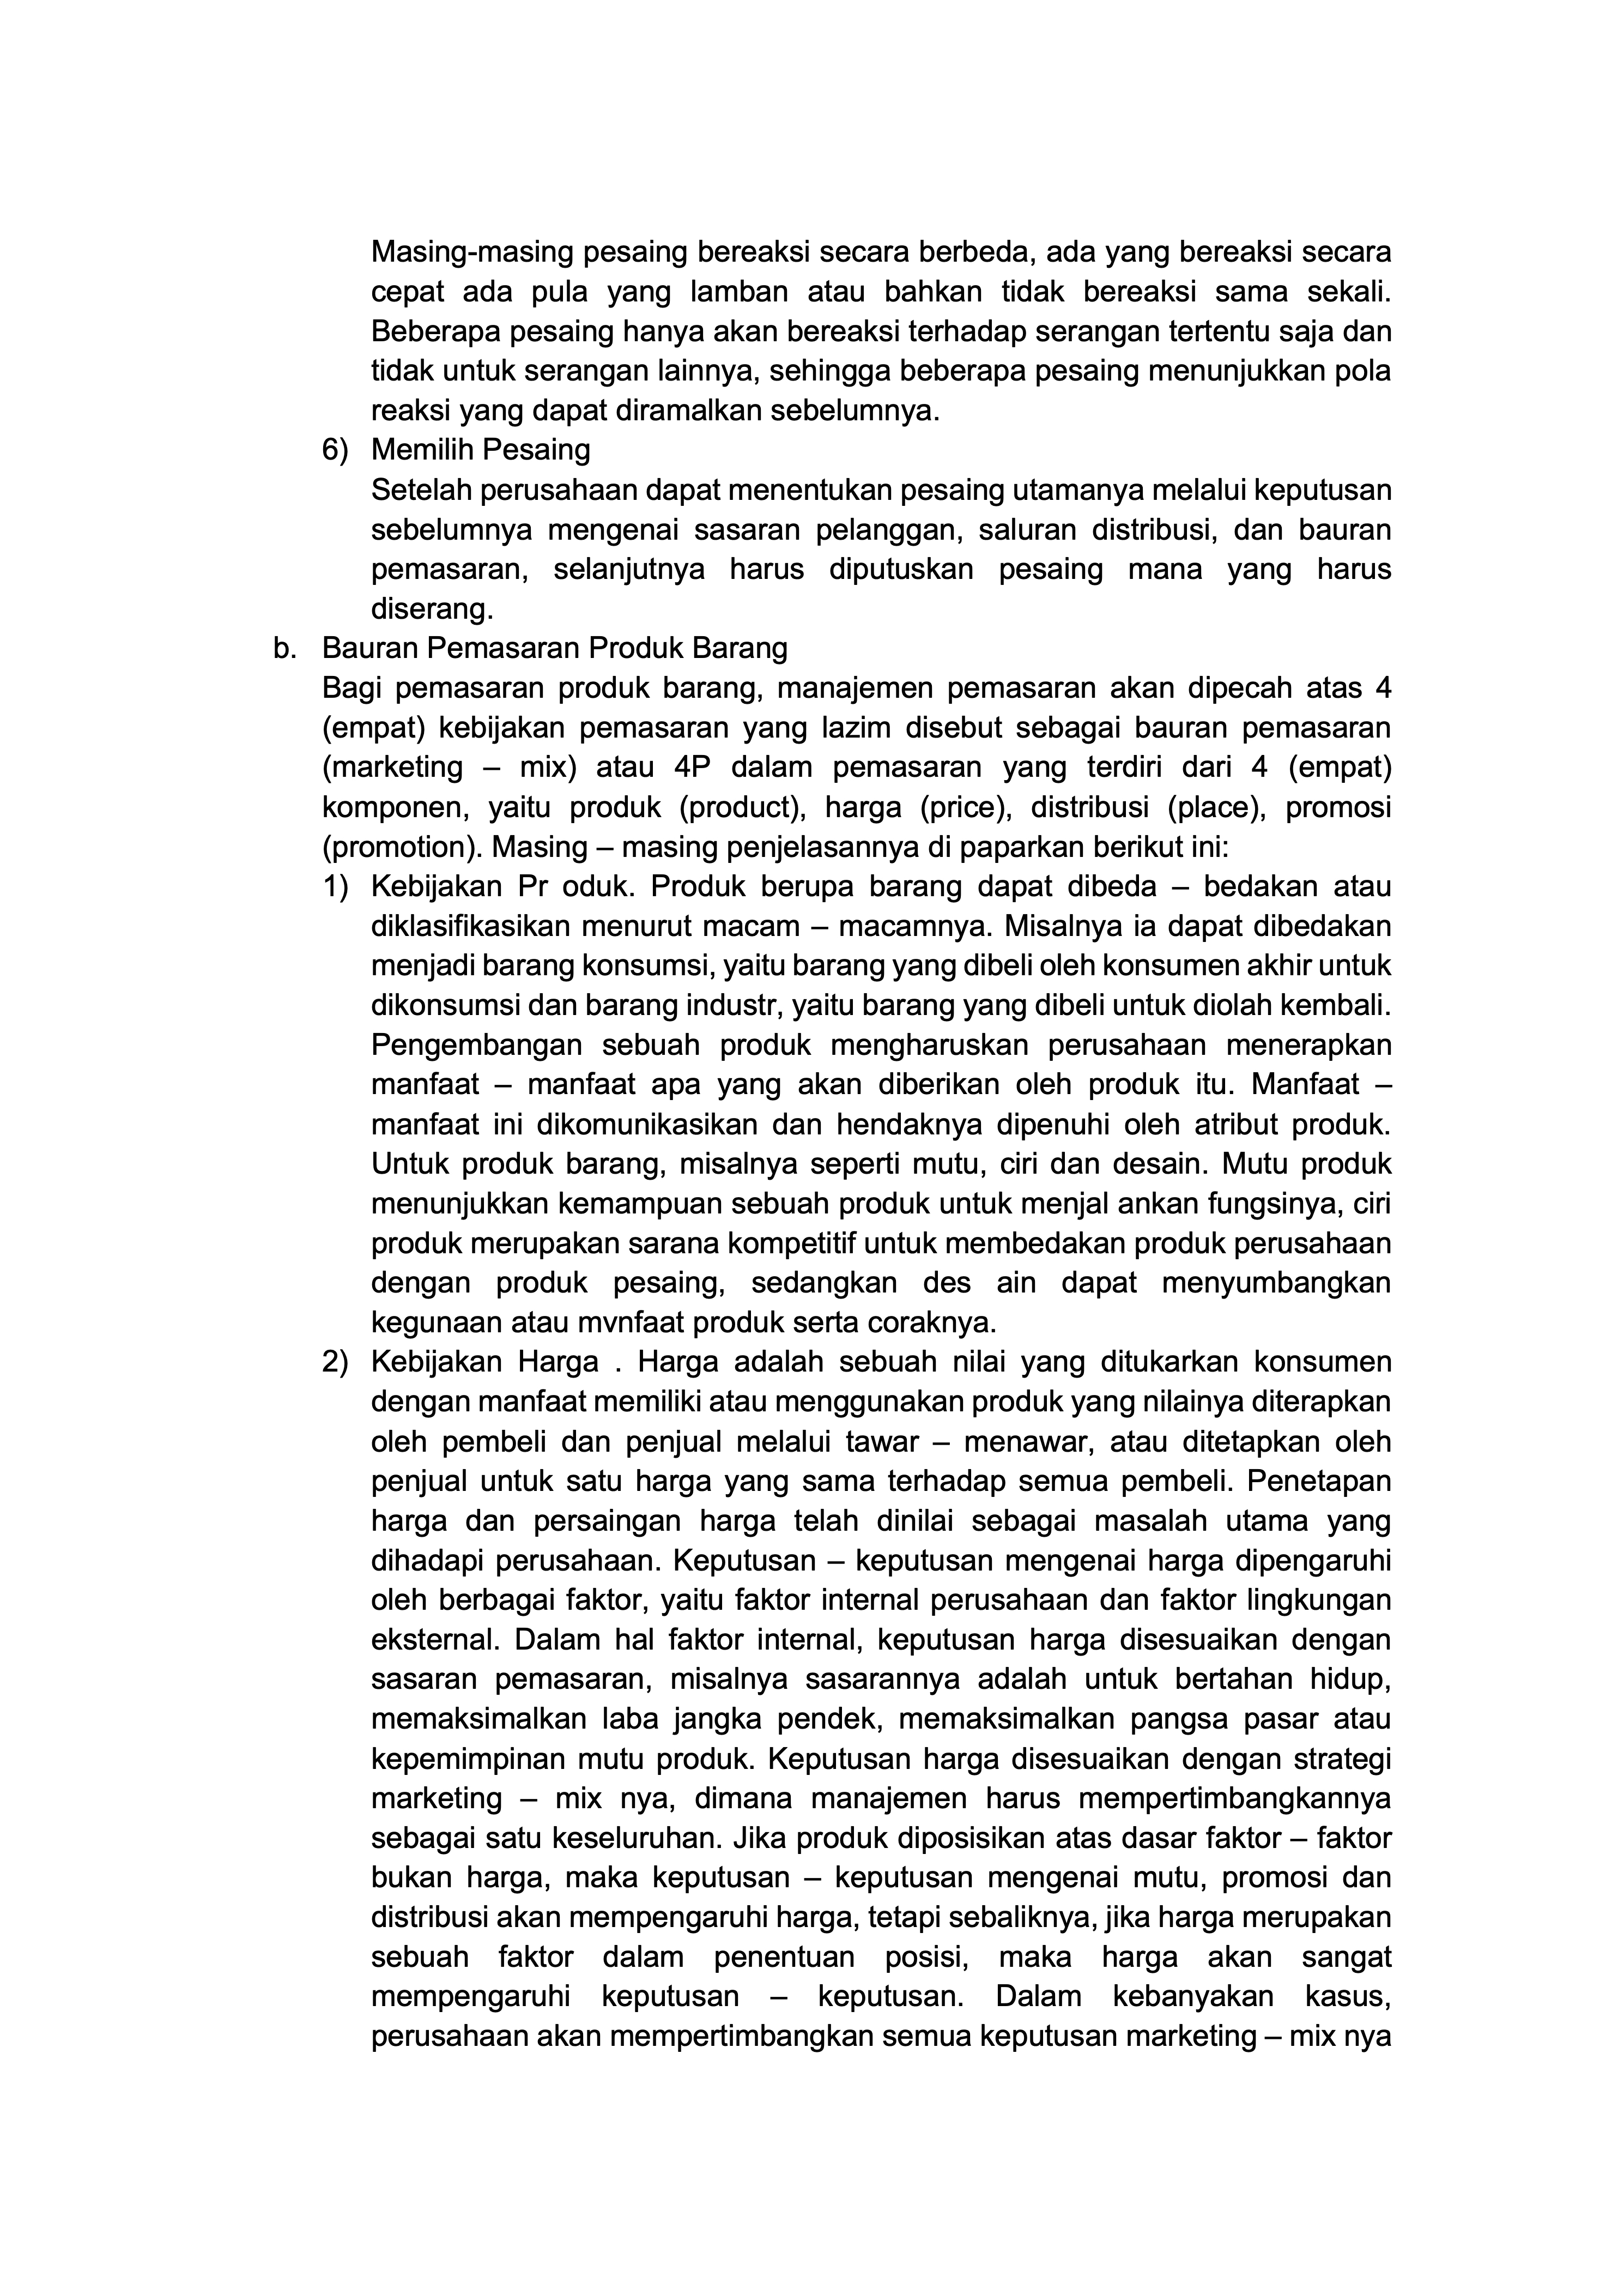 Masing-masing pesaing bereaksi secara berbeda, ada yang bereaksi secara
cepat ada pula yang lamban atau bahkan tidak bereaksi sama sekali.
Beberapa pesaing hanya akan bereaksi terhadap serangan tertentu saja dan
tidak untuk serangan lainnya, sehingga beberapa pesaing menunjukkan pola
reaksi yang dapat diramalkan sebelumnya.
6) Memilih Pesaing
Setelah perusahaan dapat menentukan pesaing utamanya melalui keputusan
sebelumnya mengenai sasaran pelanggan, saluran distribusi, dan bauran
pemasaran, selanjutnya harus diputuskan pesaing mana yang harus
diserang.
b. Bauran Pemasaran Produk Barang
Bagi pemasaran produk barang, manajemen pemasaran akan dipecah atas 4
(empat) kebijakan pemasaran yang lazim disebut sebagai bauran pemasaran
(marketing – mix) atau 4P dalam pemasaran yang terdiri dari 4 (empat)
komponen, yaitu produk (product), harga (price), distribusi (place), promosi
(promotion). Masing – masing penjelasannya di paparkan berikut ini:
1) Kebijakan Pr oduk. Produk berupa barang dapat dibeda – bedakan atau
diklasifikasikan menurut macam – macamnya. Misalnya ia dapat dibedakan
menjadi barang konsumsi, yaitu barang yang dibeli oleh konsumen akhir untuk
dikonsumsi dan barang industr, yaitu barang yang dibeli untuk diolah kembali.
Pengembangan sebuah produk mengharuskan perusahaan menerapkan
manfaat – manfaat apa yang akan diberikan oleh produk itu. Manfaat –
manfaat ini dikomunikasikan dan hendaknya dipenuhi oleh atribut produk.
Untuk produk barang, misalnya seperti mutu, ciri dan desain. Mutu produk
menunjukkan kemampuan sebuah produk untuk menjal ankan fungsinya, ciri
produk merupakan sarana kompetitif untuk membedakan produk perusahaan
dengan produk pesaing, sedangkan des ain dapat menyumbangkan
kegunaan atau mvnfaat produk serta coraknya.
2) Kebijakan Harga . Harga adalah sebuah nilai yang ditukarkan konsumen
dengan manfaat memiliki atau menggunakan produk yang nilainya diterapkan
oleh pembeli dan penjual melalui tawar – menawar, atau ditetapkan oleh
penjual untuk satu harga yang sama terhadap semua pembeli. Penetapan
harga dan persaingan harga telah dinilai sebagai masalah utama yang
dihadapi perusahaan. Keputusan – keputusan mengenai harga dipengaruhi
oleh berbagai faktor, yaitu faktor internal perusahaan dan faktor lingkungan
eksternal. Dalam hal faktor internal, keputusan harga disesuaikan dengan
sasaran pemasaran, misalnya sasarannya adalah untuk bertahan hidup,
memaksimalkan laba jangka pendek, memaksimalkan pangsa pasar atau
kepemimpinan mutu produk. Keputusan harga disesuaikan dengan strategi
marketing – mix nya, dimana manajemen harus mempertimbangkannya
sebagai satu keseluruhan. Jika produk diposisikan atas dasar faktor – faktor
bukan harga, maka keputusan – keputusan mengenai mutu, promosi dan
distribusi akan mempengaruhi harga, tetapi sebaliknya, jika harga merupakan
sebuah faktor dalam penentuan posisi, maka harga akan sangat
mempengaruhi keputusan – keputusan. Dalam kebanyakan kasus,
perusahaan akan mempertimbangkan semua keputusan marketing – mix nya